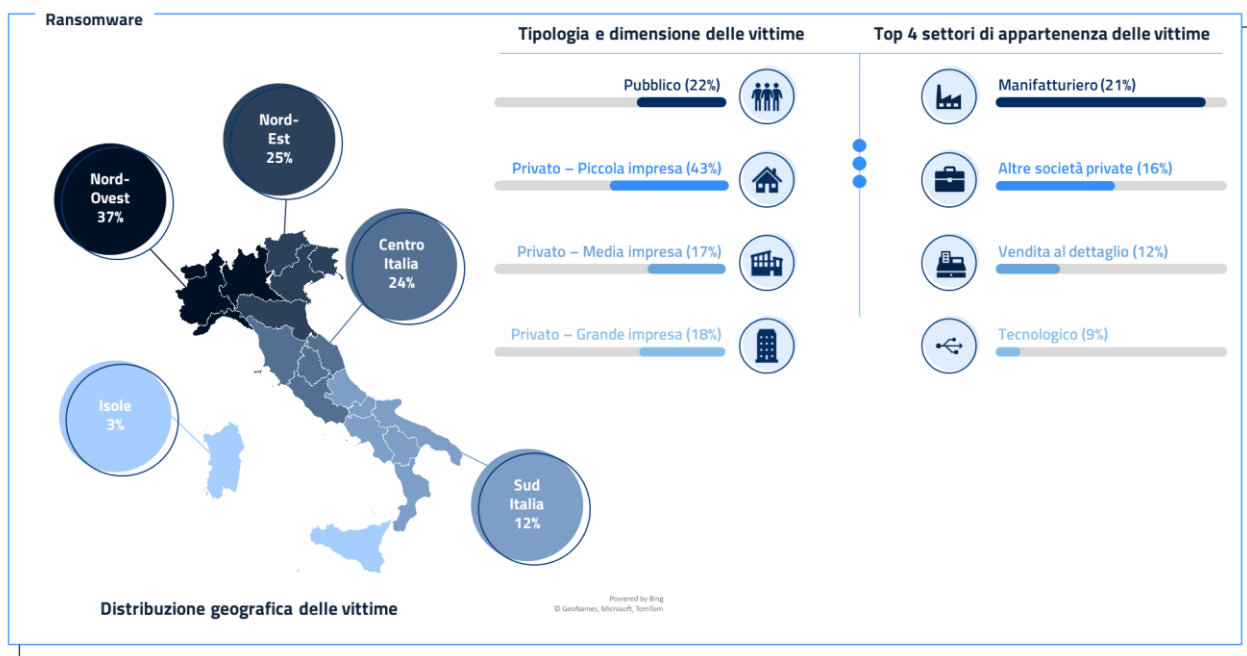 Ransomware
Tipologia e dimensione delle vittime
Top 4 settori di appartenenza delle vittime
Pubblico (22%)
Manifatturiero (21%)
Nord-
Est
25%
Nord-
Ovest
37%
Privato – Piccola impresa (43%)
Altre società private (16%)
Centro
Italia
24%
Privato – Media impresa (17%)
Vendita al dettaglio (12%)
Privato – Grande impresa (18%)
Tecnologico (9%)
Isole
3%
Sud
Italia
12%
Distribuzione geografica delle vittime
Powered by Bing
© GeoNames, Microsoft, TomTom